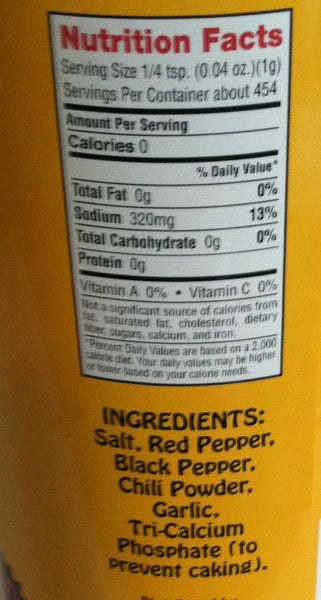 Nutrition Facts
Serving Size 1/4 tsp. (0.04 oz.)(1g)
Servings Per Container about 454
Amount Per Serving
Calories 0
% Daily Value*
Total Fat 0g 0%
Sodium 320mg 13%
Total Carbohydrate 0g 0%
Protein 0g
Vitamin A 0% • Vitamin C 0%
Not a significant source of calories from
fat, saturated fat, cholesterol, dietary
fiber, sugars, calcium, and iron.
*Percent Daily Values are based on a 2,000
calorie diet. Your daily values may be higher
or lower based on your calorie needs.
INGREDIENTS:
Salt, Red Pepper,
Black Pepper,
Chili Powder,
Garlic,
Tri-Calcium
Phosphate (to
prevent caking).